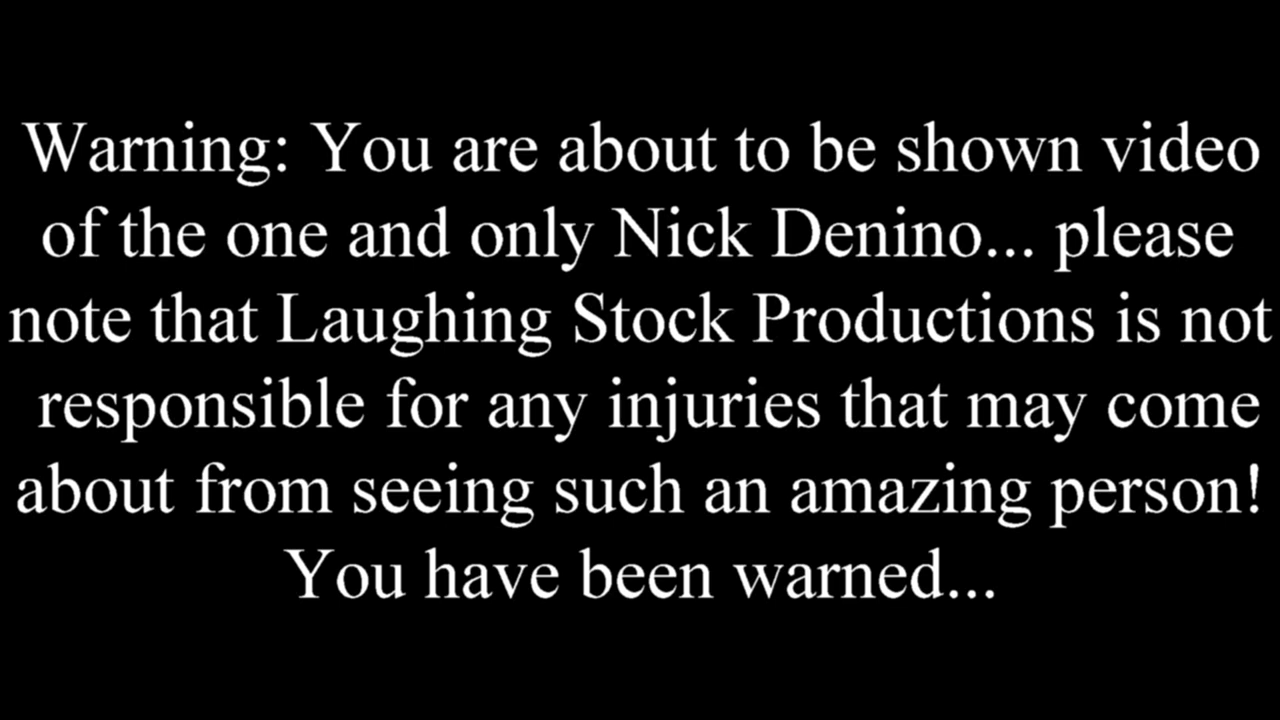 Warning: You are about to be shown video
of the one and only Nick Denino... please
note that Laughing Stock Productions is not
responsible for any injuries that may come
about from seeing such an amazing person!
You have been warned...